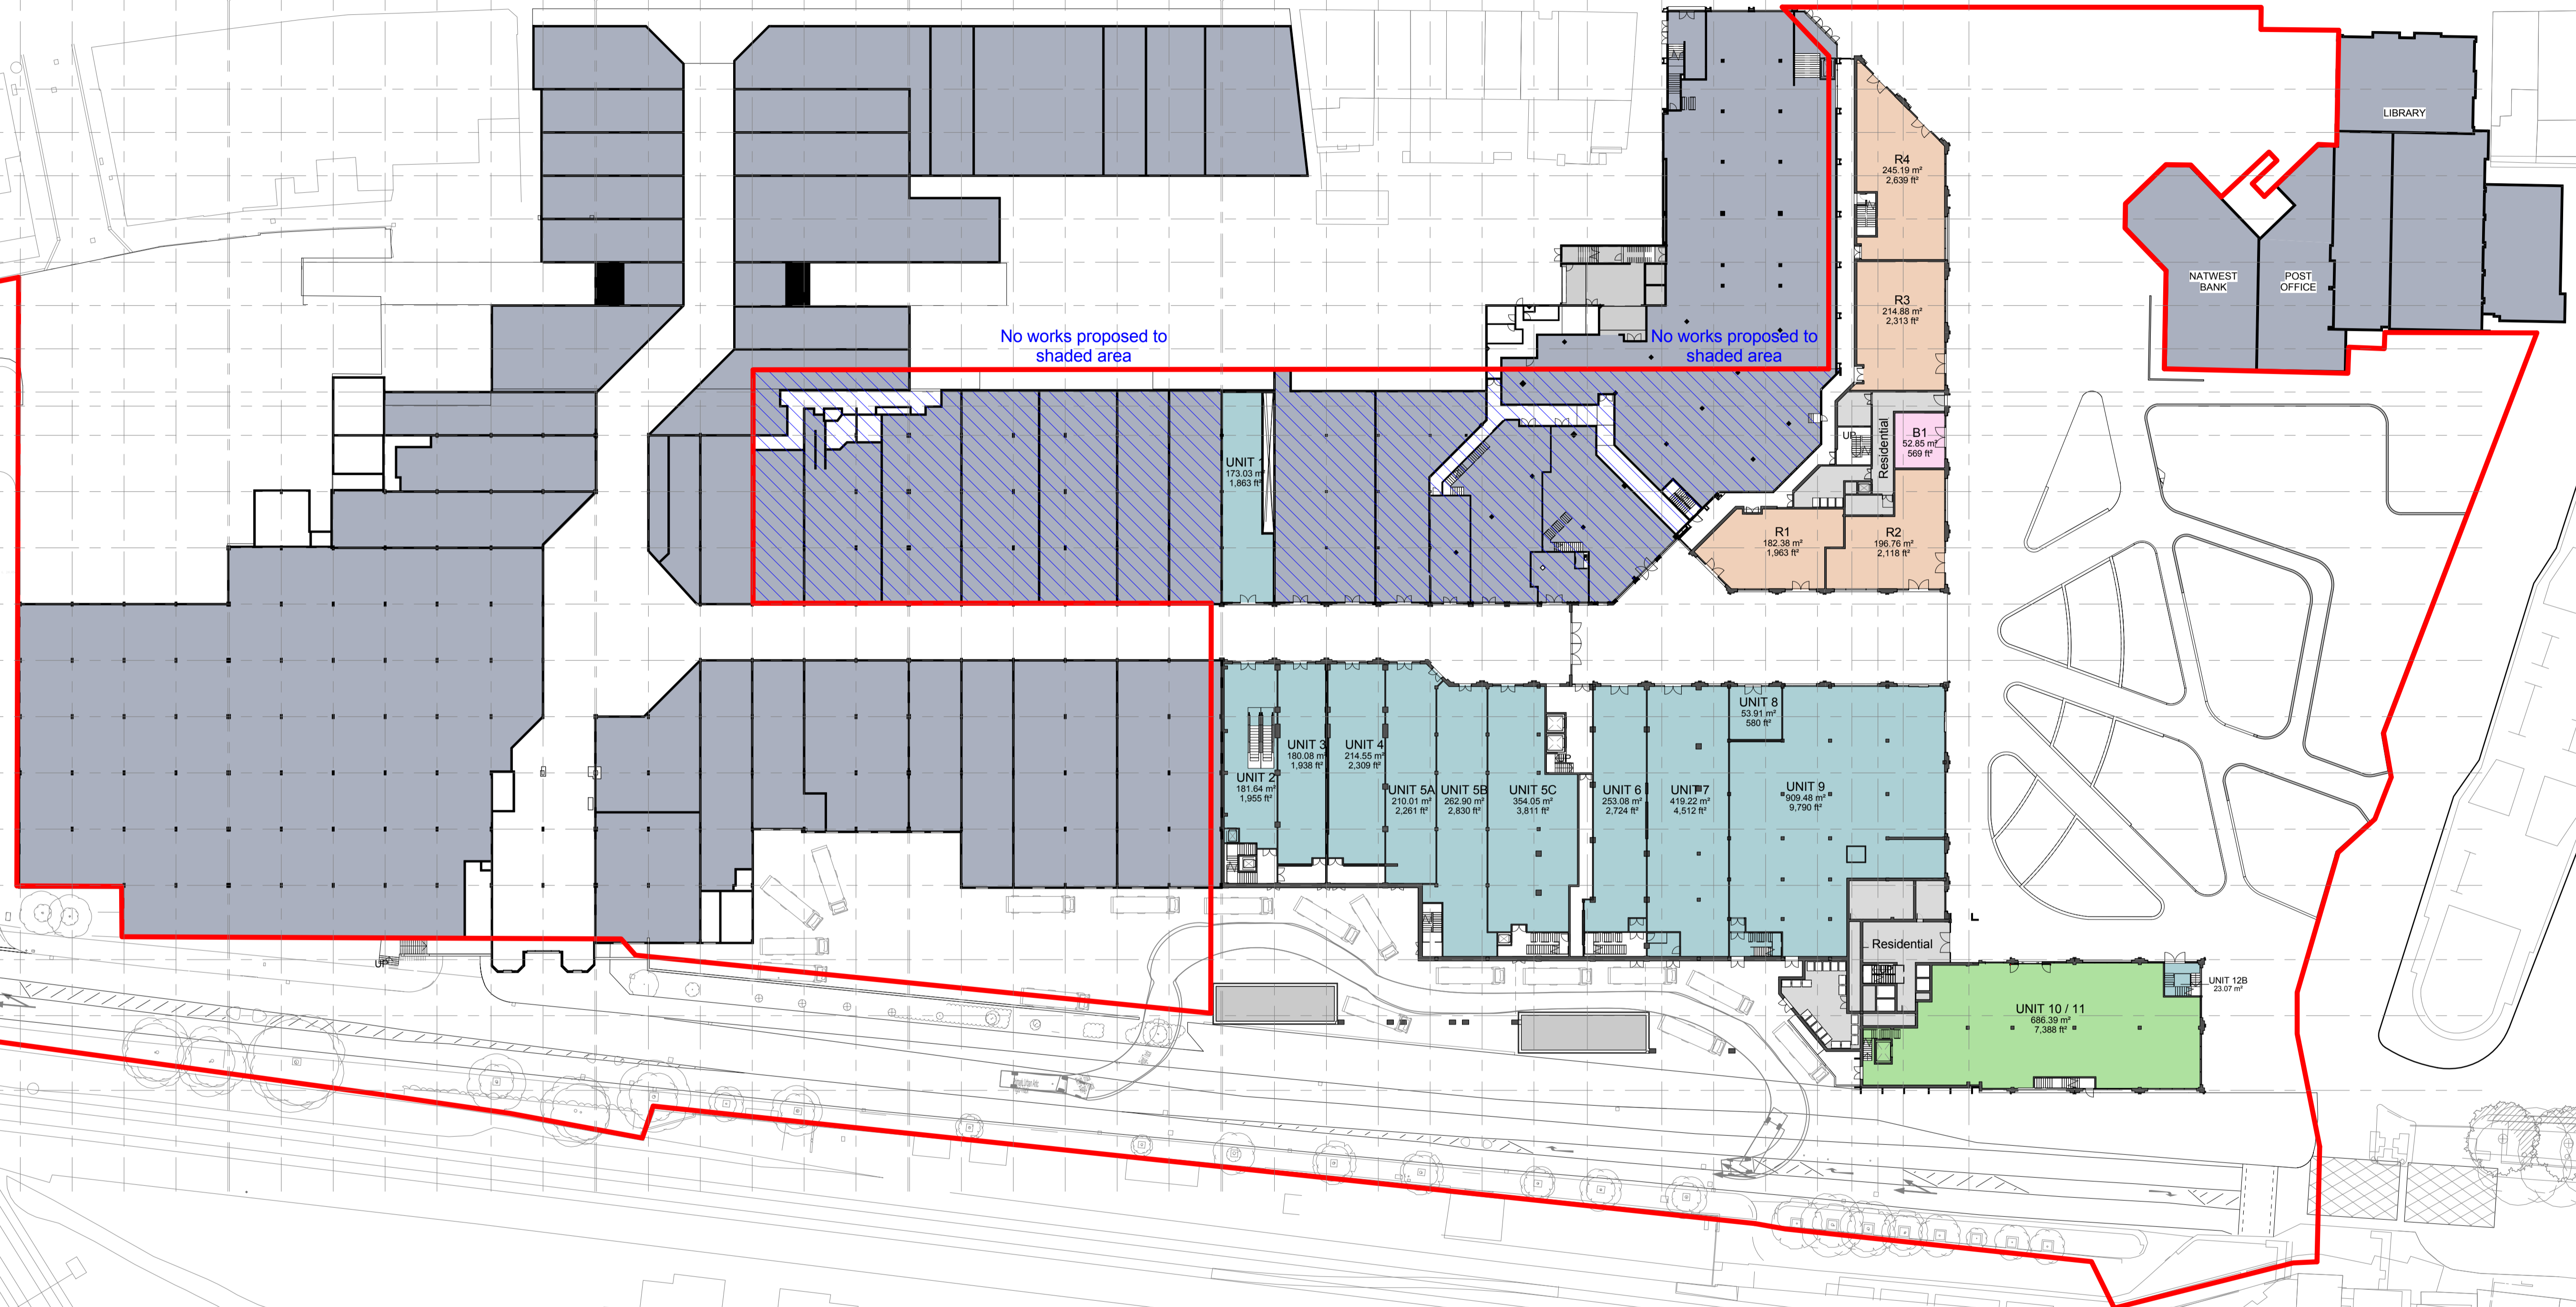 LIBRARY
R4
245.19 m²
2,639 ft²
NATWEST
BANK
POST
OFFICE
R3
214.88 m²
2,313 ft²
No works proposed to
shaded area
No works proposed to
shaded area
B1
52.85 m²
569 ft²
UP
Residential
UNIT 1
173.03 m²
1,863 ft²
R1
182.38 m²
1,963 ft²
R2
196.76 m²
2,118 ft²
UNIT 8
53.91 m²
580 ft²
UNIT 3
180.08 m²
1,938 ft²
UNIT 4
214.55 m²
2,309 ft²
UP
UNIT 2
181.64 m²
1,955 ft²
UNIT 5A
210.01 m²
2,261 ft²
UNIT 5B
262.90 m²
2,830 ft²
UNIT 5C
354.05 m²
3,811 ft²
UNIT 6
253.08 m²
2,724 ft²
UNIT 7
419.22 m²
4,512 ft²
UNIT 9
909.48 m²
9,790 ft²
Residential
UP
UP
UNIT 12B
23.07 m²
UNIT 10 / 11
686.39 m²
7,388 ft²